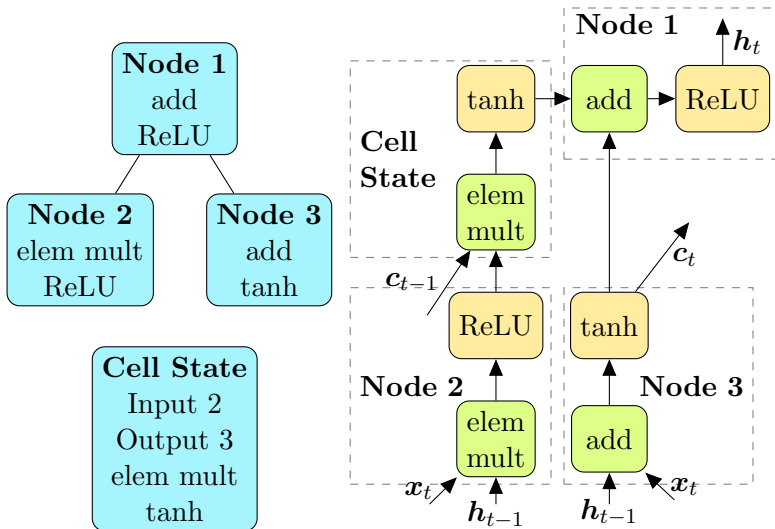 Node 1
add
ReLU
Node 2
elem mult
ReLU
Node 3
add
tanh
Cell State
Input 2
Output 3
elem mult
tanh
Node 1
h_t
tanh
add
ReLU
Cell
State
elem
mult
c_{t−1}
c_t
ReLU
tanh
Node 2
Node 3
elem
mult
add
x_t
h_{t−1}
h_{t−1}
x_t